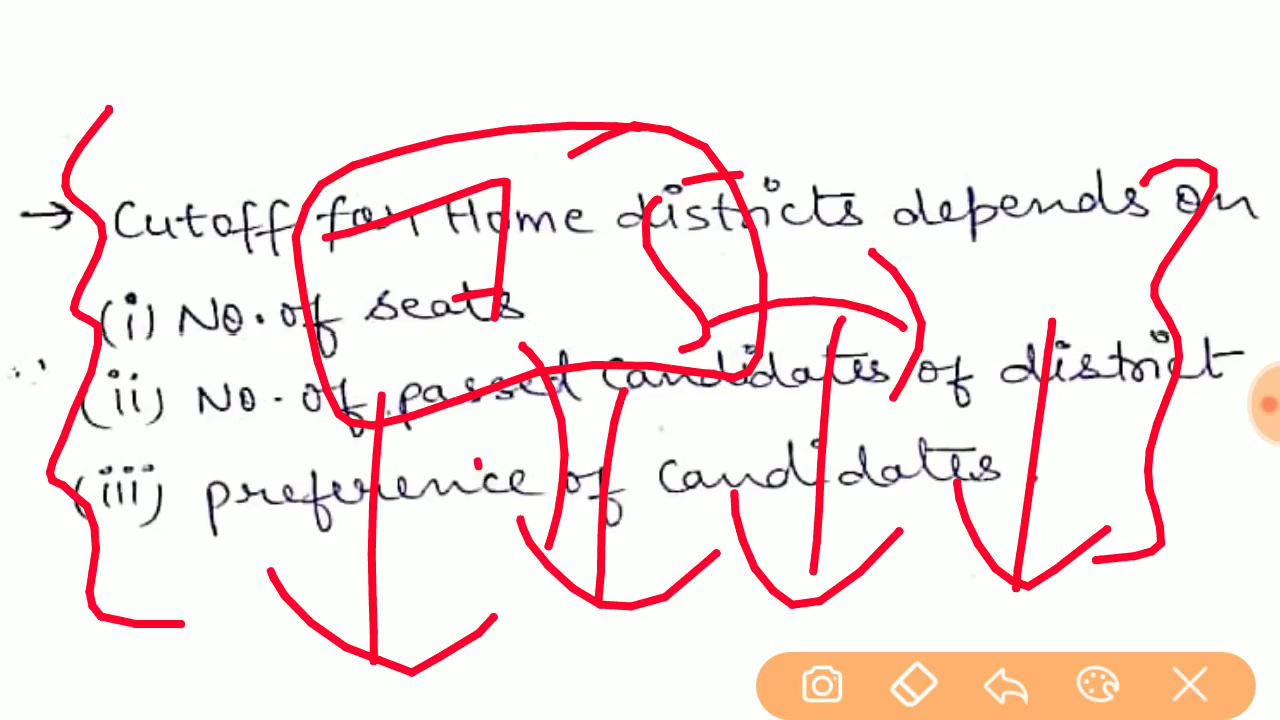 → Cutoff for Home districts depends on
(i) No. of seats
(ii) No. of passed candidates of district
(iii) preference of candidates.